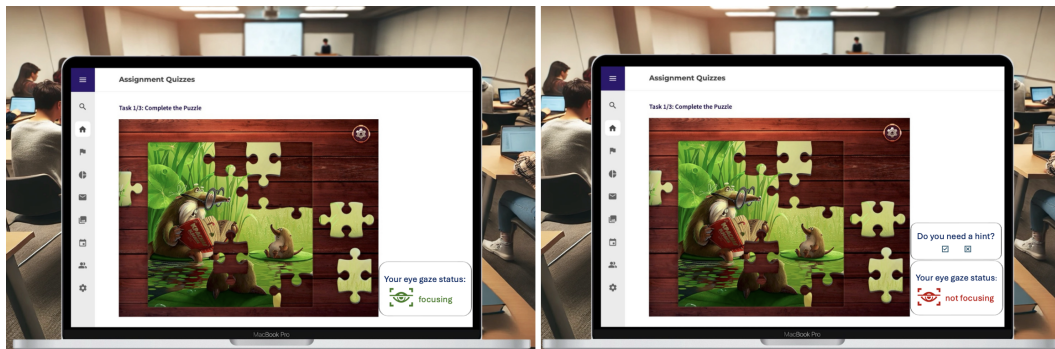 Assignment Quizzes
Task 1/3: Complete the Puzzle
Your eye gaze status:
focusing
MacBook Pro
Assignment Quizzes
Task 1/3: Complete the Puzzle
Do you need a hint?
Your eye gaze status:
not focusing
MacBook Pro